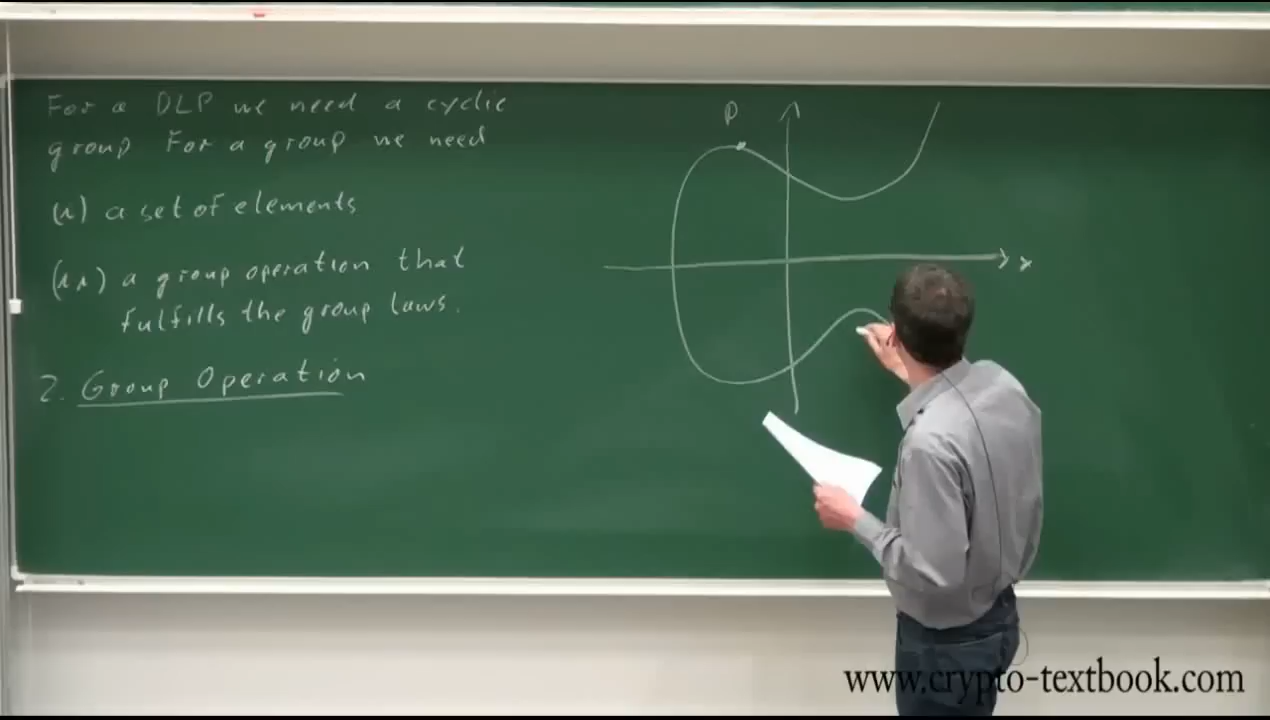 For a DLP we need a cyclic
group For a group we need
(i) a set of elements
(ii) a group operation that
fulfills the group laws.
2. Group Operation
P
x
www.crypto-textbook.com